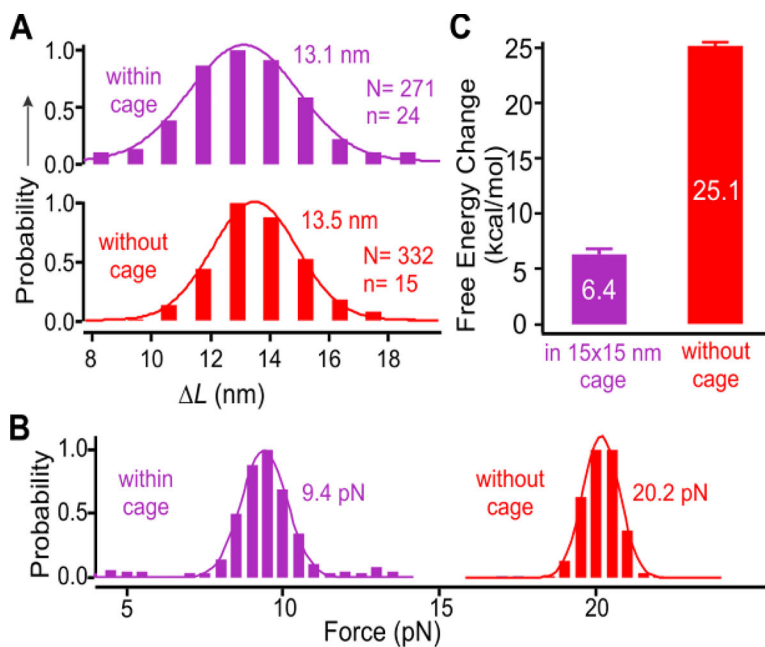 A
Probability
1.0
0.5
0.0
within
cage
13.1 nm
N= 271
n= 24
1.0
0.5
0.0
without
cage
13.5 nm
N= 332
n= 15
8
10
12
14
16
18
ΔL (nm)
C
Free Energy Change
(kcal/mol)
25
20
15
10
5
0
6.4
25.1
in 15x15 nm
cage
without
cage
B
Probability
1.0
0.5
0.0
within
cage
9.4 pN
without
cage
20.2 pN
5
10
15
20
Force (pN)